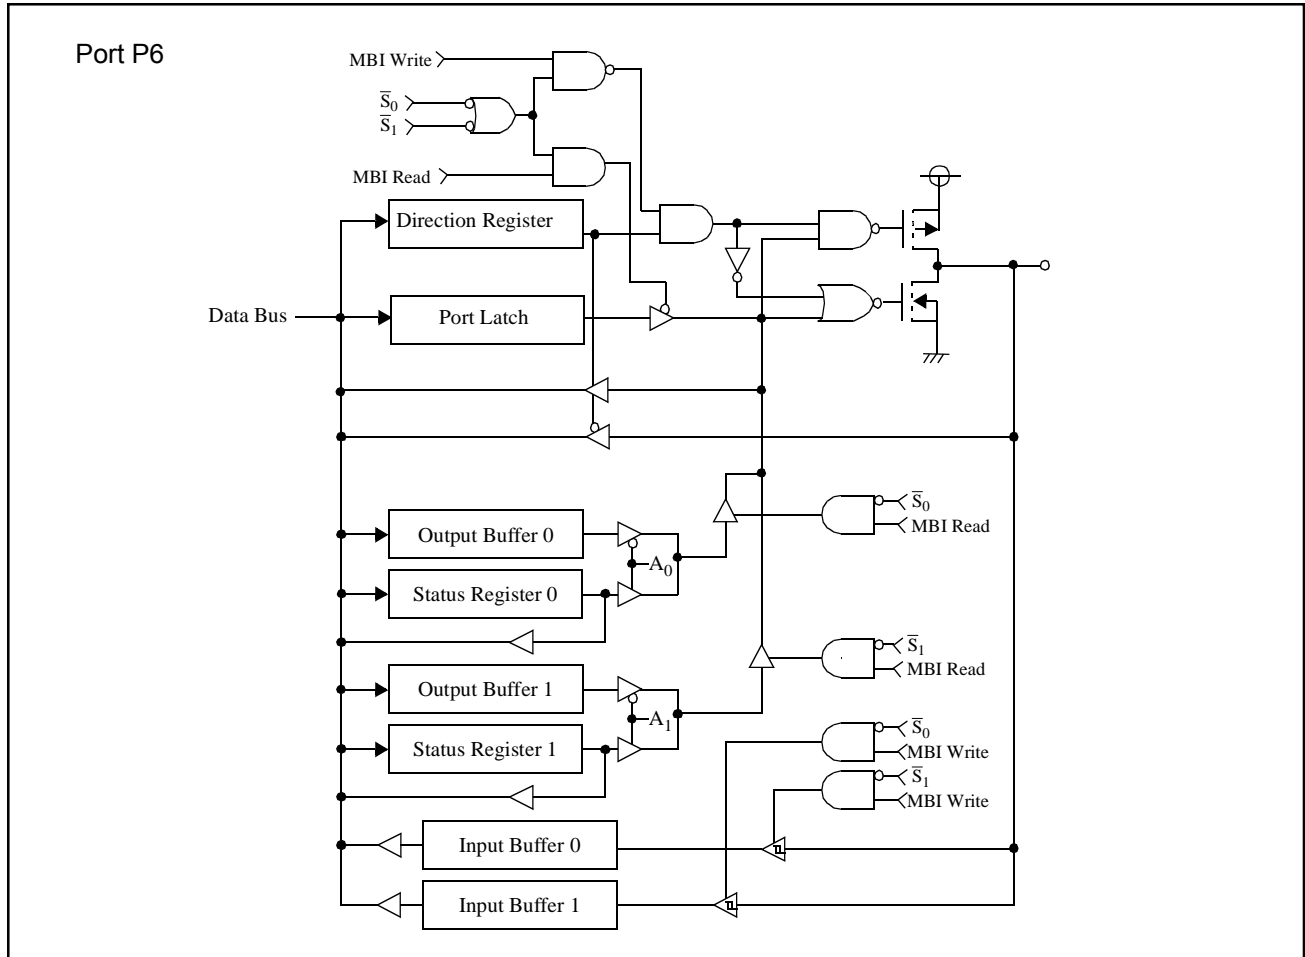 Port P6
MBI Write
S̅0
S̅1
MBI Read
Direction Register
Data Bus
Port Latch
S̅0
MBI Read
Output Buffer 0
A0
Status Register 0
S̅1
MBI Read
Output Buffer 1
A1
Status Register 1
S̅0
MBI Write
S̅1
MBI Write
Input Buffer 0
Input Buffer 1